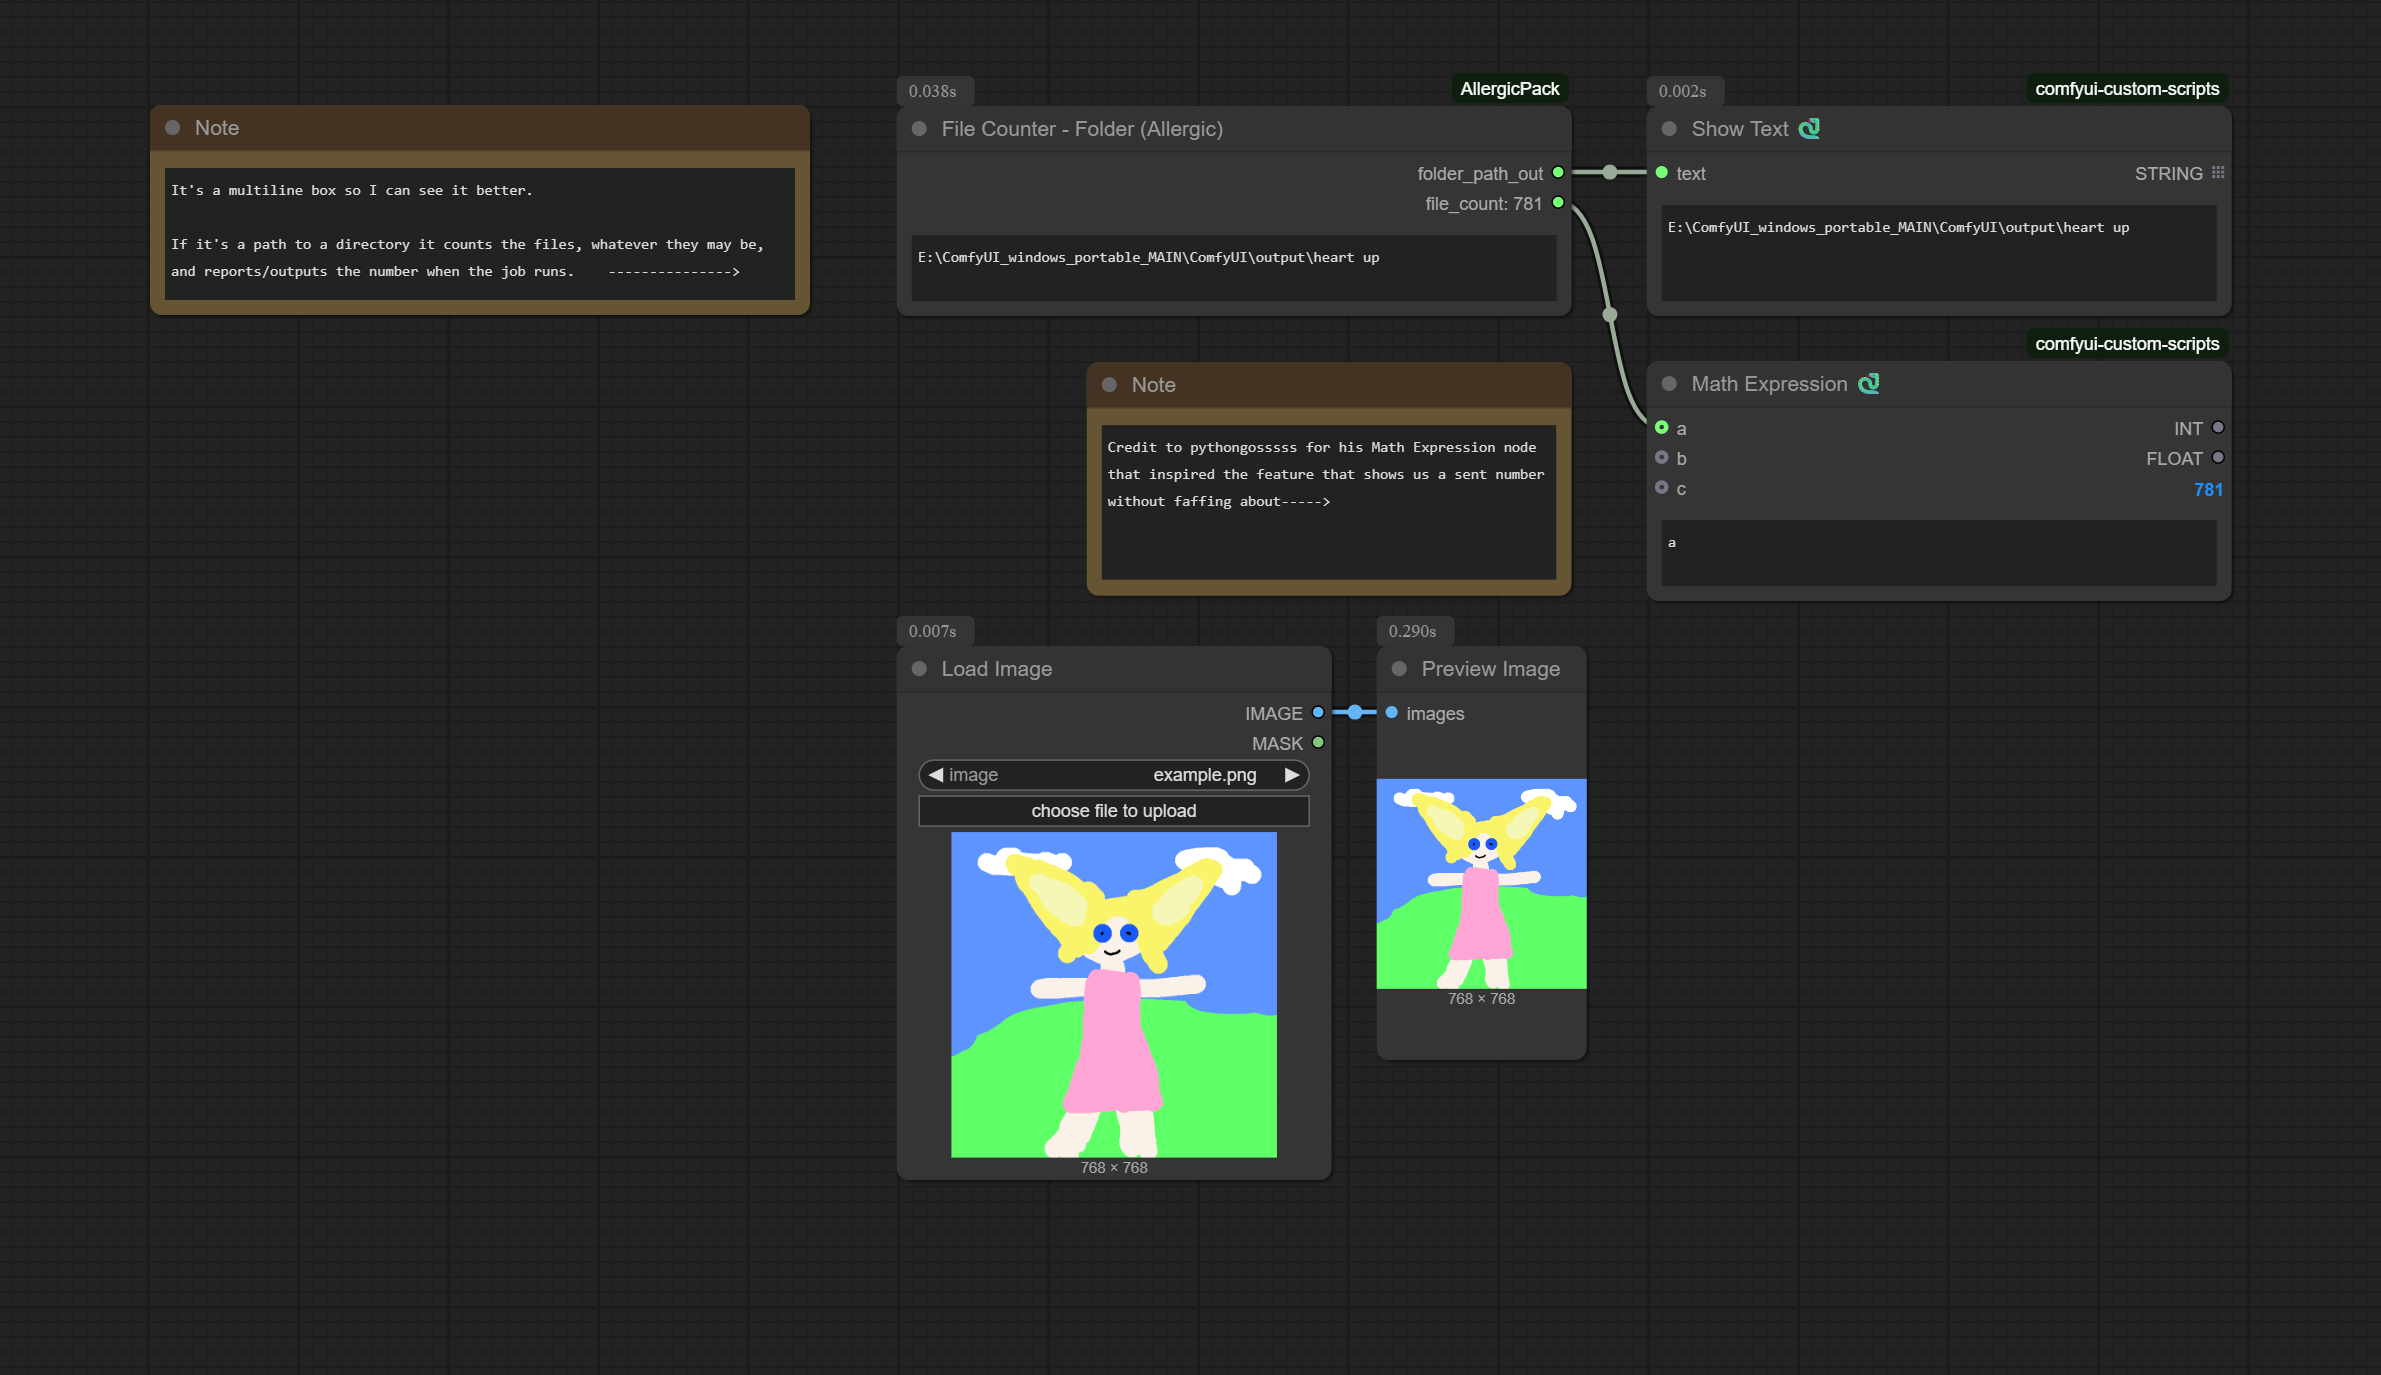 Note
It's a multiline box so I can see it better.
If it's a path to a directory it counts the files, whatever they may be,
and reports/outputs the number when the job runs.    --------------->
0.038s
AllergicPack
File Counter - Folder (Allergic)
folder_path_out
file_count: 781
E:\ComfyUI_windows_portable_MAIN\ComfyUI\output\heart up
0.002s
comfyui-custom-scripts
Show Text
text
STRING
E:\ComfyUI_windows_portable_MAIN\ComfyUI\output\heart up
Note
Credit to pythongosssss for his Math Expression node
that inspired the feature that shows us a sent number
without faffing about----->
comfyui-custom-scripts
Math Expression
a
INT
b
FLOAT
c
781
a
0.007s
Load Image
IMAGE
MASK
image
example.png
choose file to upload
768 × 768
0.290s
Preview Image
images
768 × 768